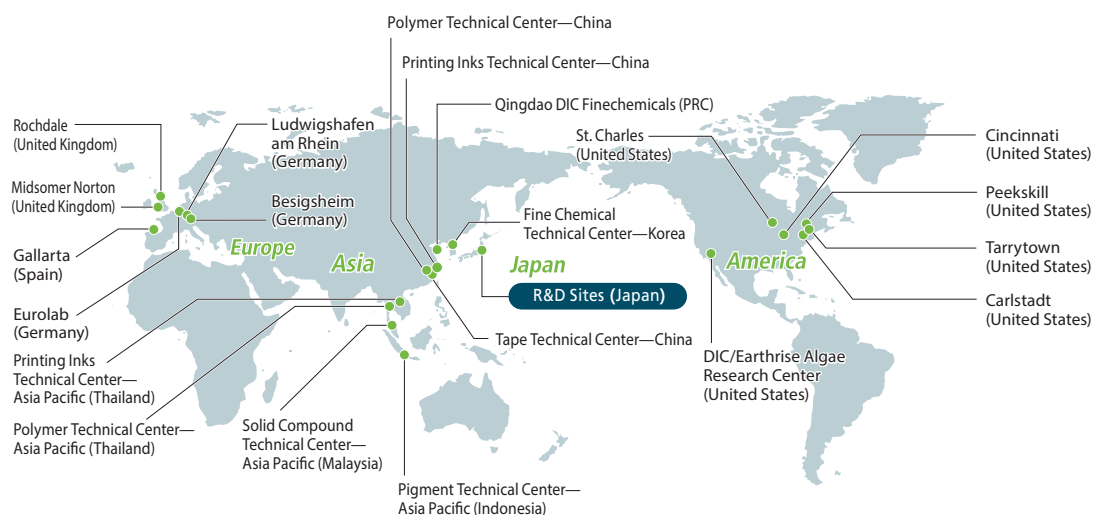 Polymer Technical Center—China
Printing Inks Technical Center—China
Qingdao DIC Finechemicals (PRC)
Rochdale
(United Kingdom)
Ludwigshafen
am Rhein
(Germany)
St. Charles
(United States)
Cincinnati
(United States)
Midsomer Norton
(United Kingdom)
Besigsheim
(Germany)
Peekskill
(United States)
Fine Chemical
Technical Center—Korea
Gallarta
(Spain)
Europe
Asia
Japan
America
Tarrytown
(United States)
R&D Sites (Japan)
Eurolab
(Germany)
Carlstadt
(United States)
Tape Technical Center—China
Printing Inks
Technical Center—
Asia Pacific (Thailand)
DIC/Earthrise Algae
Research Center
(United States)
Polymer Technical Center—
Asia Pacific (Thailand)
Solid Compound
Technical Center—
Asia Pacific (Malaysia)
Pigment Technical Center—
Asia Pacific (Indonesia)